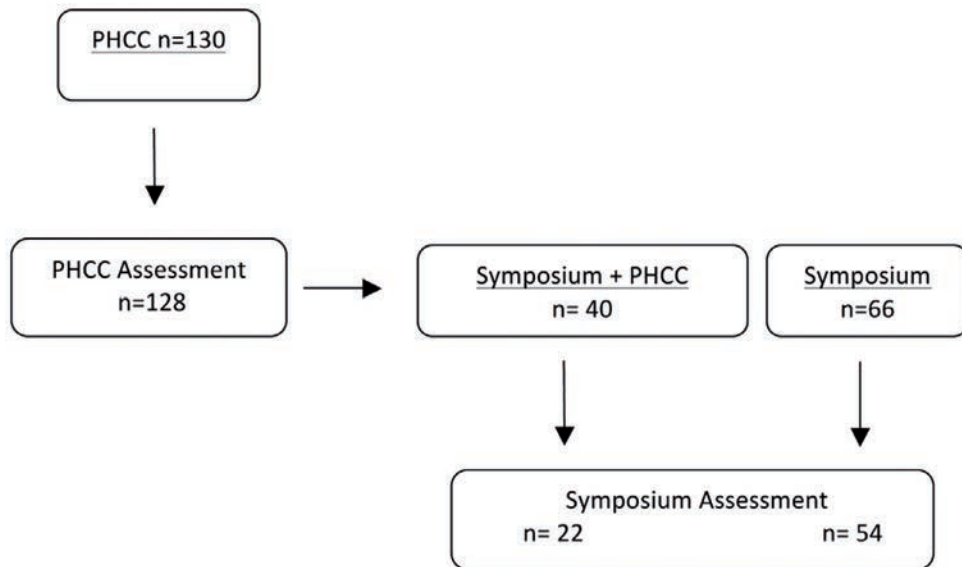 PHCC n=130
PHCC Assessment
n=128
Symposium + PHCC
n= 40
Symposium
n=66
Symposium Assessment
n= 22 n= 54